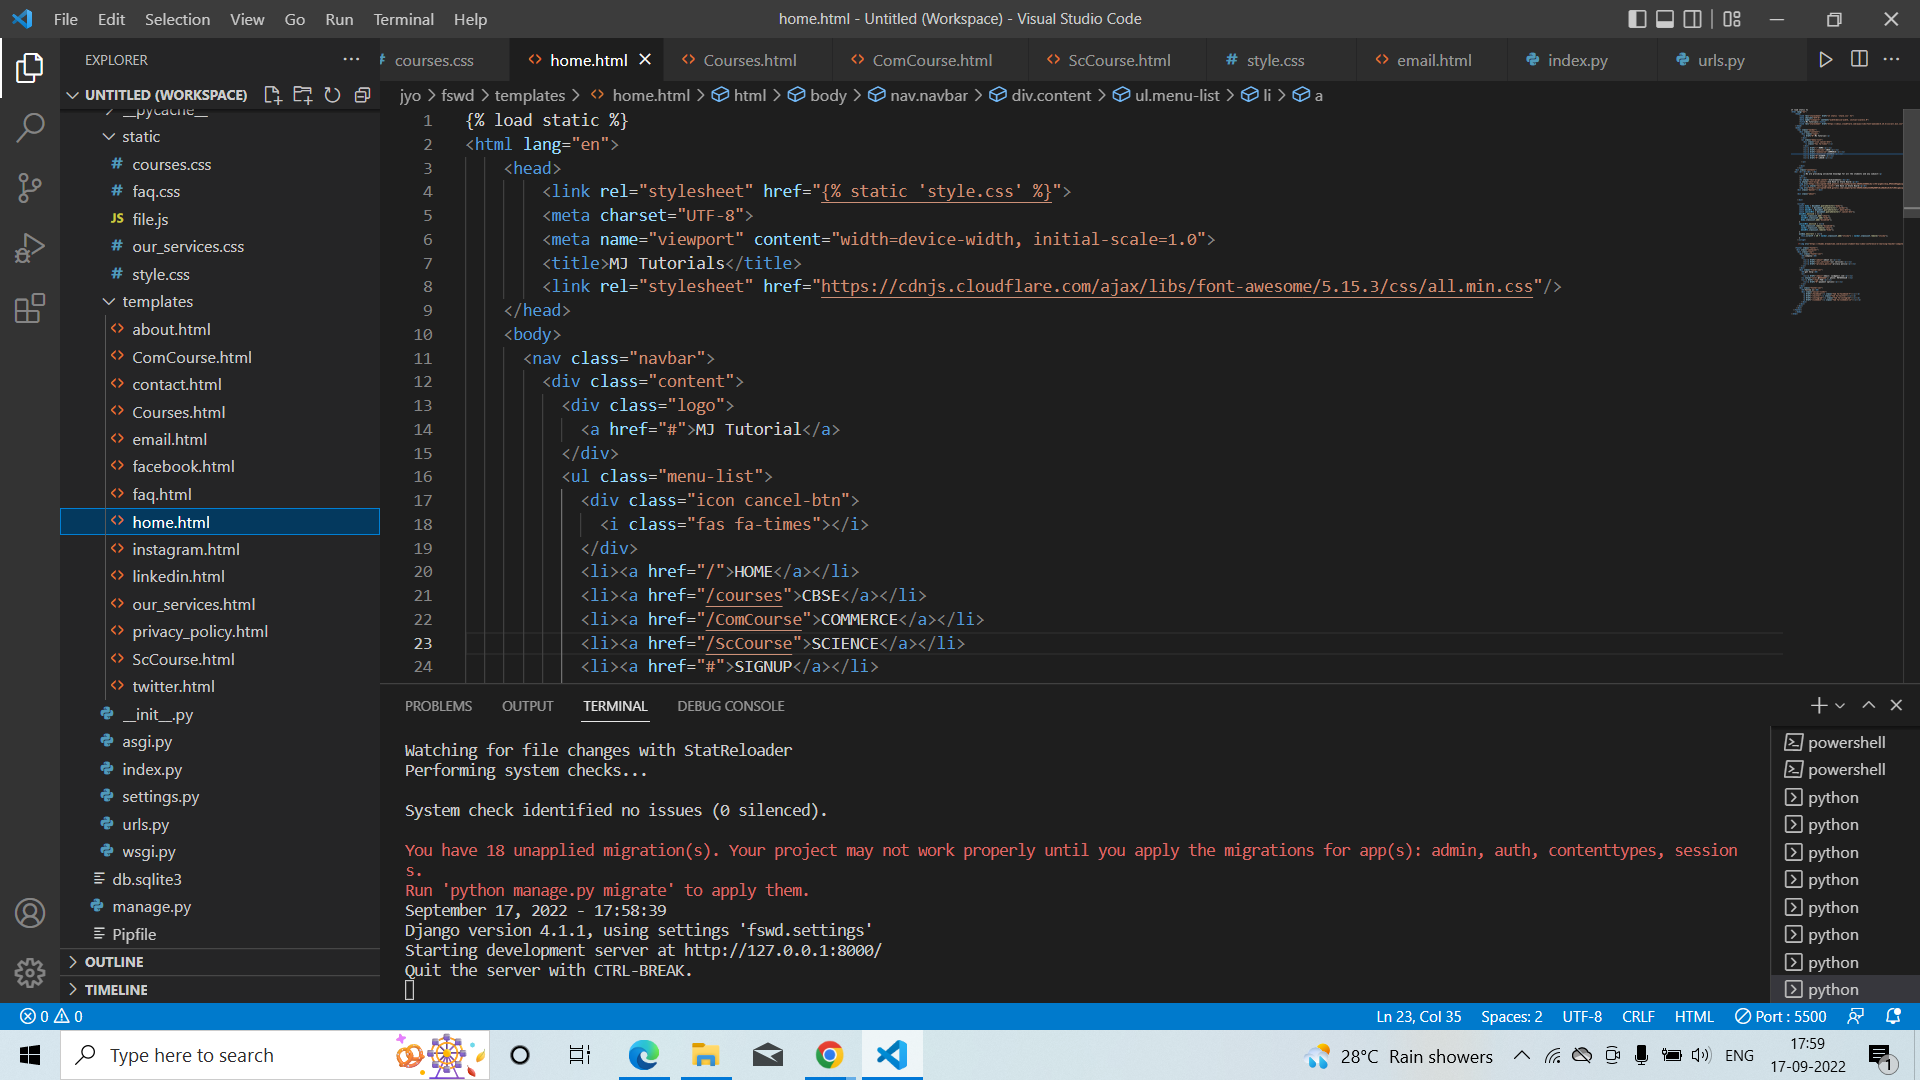 File Edit Selection View Go Run Terminal Help
home.html - Untitled (Workspace) - Visual Studio Code
EXPLORER
UNTITLED (WORKSPACE)
__pycache__
static
courses.css
faq.css
file.js
our_services.css
style.css
templates
about.html
ComCourse.html
contact.html
Courses.html
email.html
facebook.html
faq.html
home.html
instagram.html
linkedin.html
our_services.html
privacy_policy.html
ScCourse.html
twitter.html
__init__.py
asgi.py
index.py
settings.py
urls.py
wsgi.py
db.sqlite3
manage.py
Pipfile
OUTLINE
TIMELINE
courses.css home.html Courses.html ComCourse.html ScCourse.html style.css email.html index.py urls.py
jyo > fswd > templates > home.html > html > body > nav.navbar > div.content > ul.menu-list > li > a
1 {% load static %}
2 <html lang="en">
3 <head>
4 <link rel="stylesheet" href="{% static 'style.css' %}">
5 <meta charset="UTF-8">
6 <meta name="viewport" content="width=device-width, initial-scale=1.0">
7 <title>MJ Tutorials</title>
8 <link rel="stylesheet" href="https://cdnjs.cloudflare.com/ajax/libs/font-awesome/5.15.3/css/all.min.css"/>
9 </head>
10 <body>
11 <nav class="navbar">
12 <div class="content">
13 <div class="logo">
14 <a href="#">MJ Tutorial</a>
15 </div>
16 <ul class="menu-list">
17 <div class="icon cancel-btn">
18 <i class="fas fa-times"></i>
19 </div>
20 <li><a href="/">HOME</a></li>
21 <li><a href="/courses">CBSE</a></li>
22 <li><a href="/ComCourse">COMMERCE</a></li>
23 <li><a href="/ScCourse">SCIENCE</a></li>
24 <li><a href="#">SIGNUP</a></li>
PROBLEMS OUTPUT TERMINAL DEBUG CONSOLE
Watching for file changes with StatReloader
Performing system checks...
System check identified no issues (0 silenced).
You have 18 unapplied migration(s). Your project may not work properly until you apply the migrations for app(s): admin, auth, contenttypes, session
s.
Run 'python manage.py migrate' to apply them.
September 17, 2022 - 17:58:39
Django version 4.1.1, using settings 'fswd.settings'
Starting development server at http://127.0.0.1:8000/
Quit the server with CTRL-BREAK.
powershell
powershell
python
python
python
python
python
python
python
python
0 0
Ln 23, Col 35 Spaces: 2 UTF-8 CRLF HTML Port : 5500
Type here to search
28°C Rain showers
ENG
17:59
17-09-2022
1